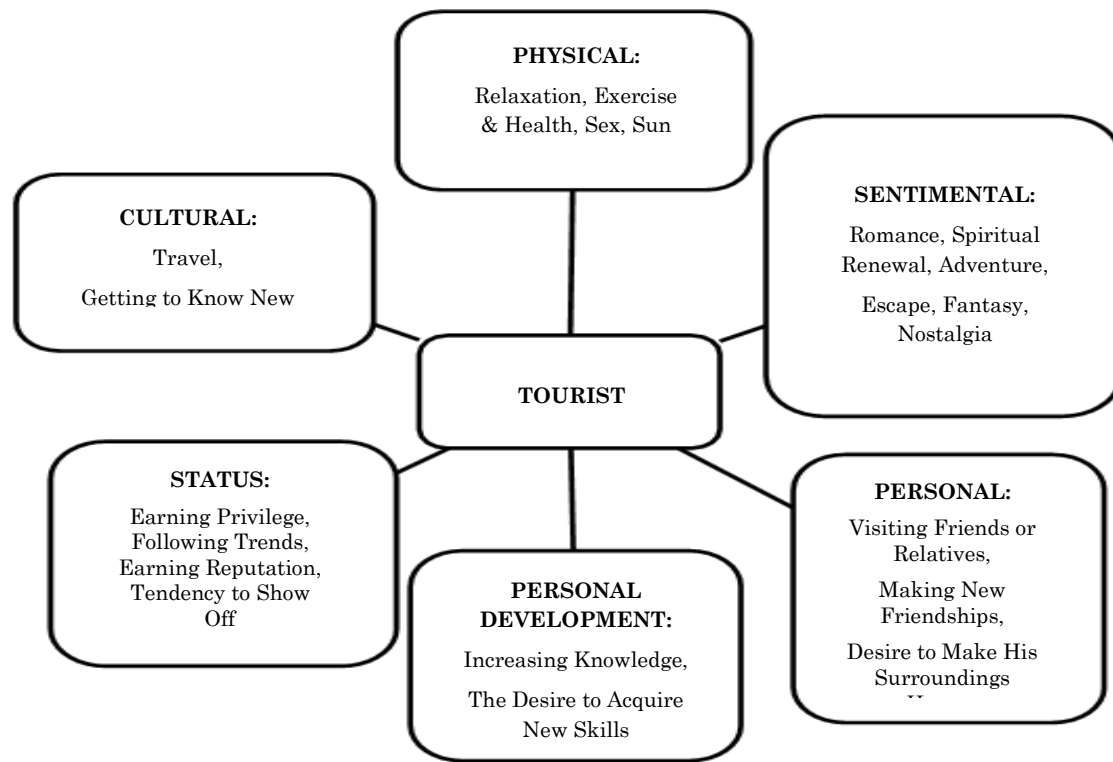 PHYSICAL:
Relaxation, Exercise
& Health, Sex, Sun
SENTIMENTAL:
Romance, Spiritual
Renewal, Adventure,
Escape, Fantasy,
Nostalgia
CULTURAL:
Travel,
Getting to Know New
TOURIST
STATUS:
Earning Privilege,
Following Trends,
Earning Reputation,
Tendency to Show
Off
PERSONAL
DEVELOPMENT:
Increasing Knowledge,
The Desire to Acquire
New Skills
PERSONAL:
Visiting Friends or
Relatives,
Making New
Friendships,
Desire to Make His
Surroundings